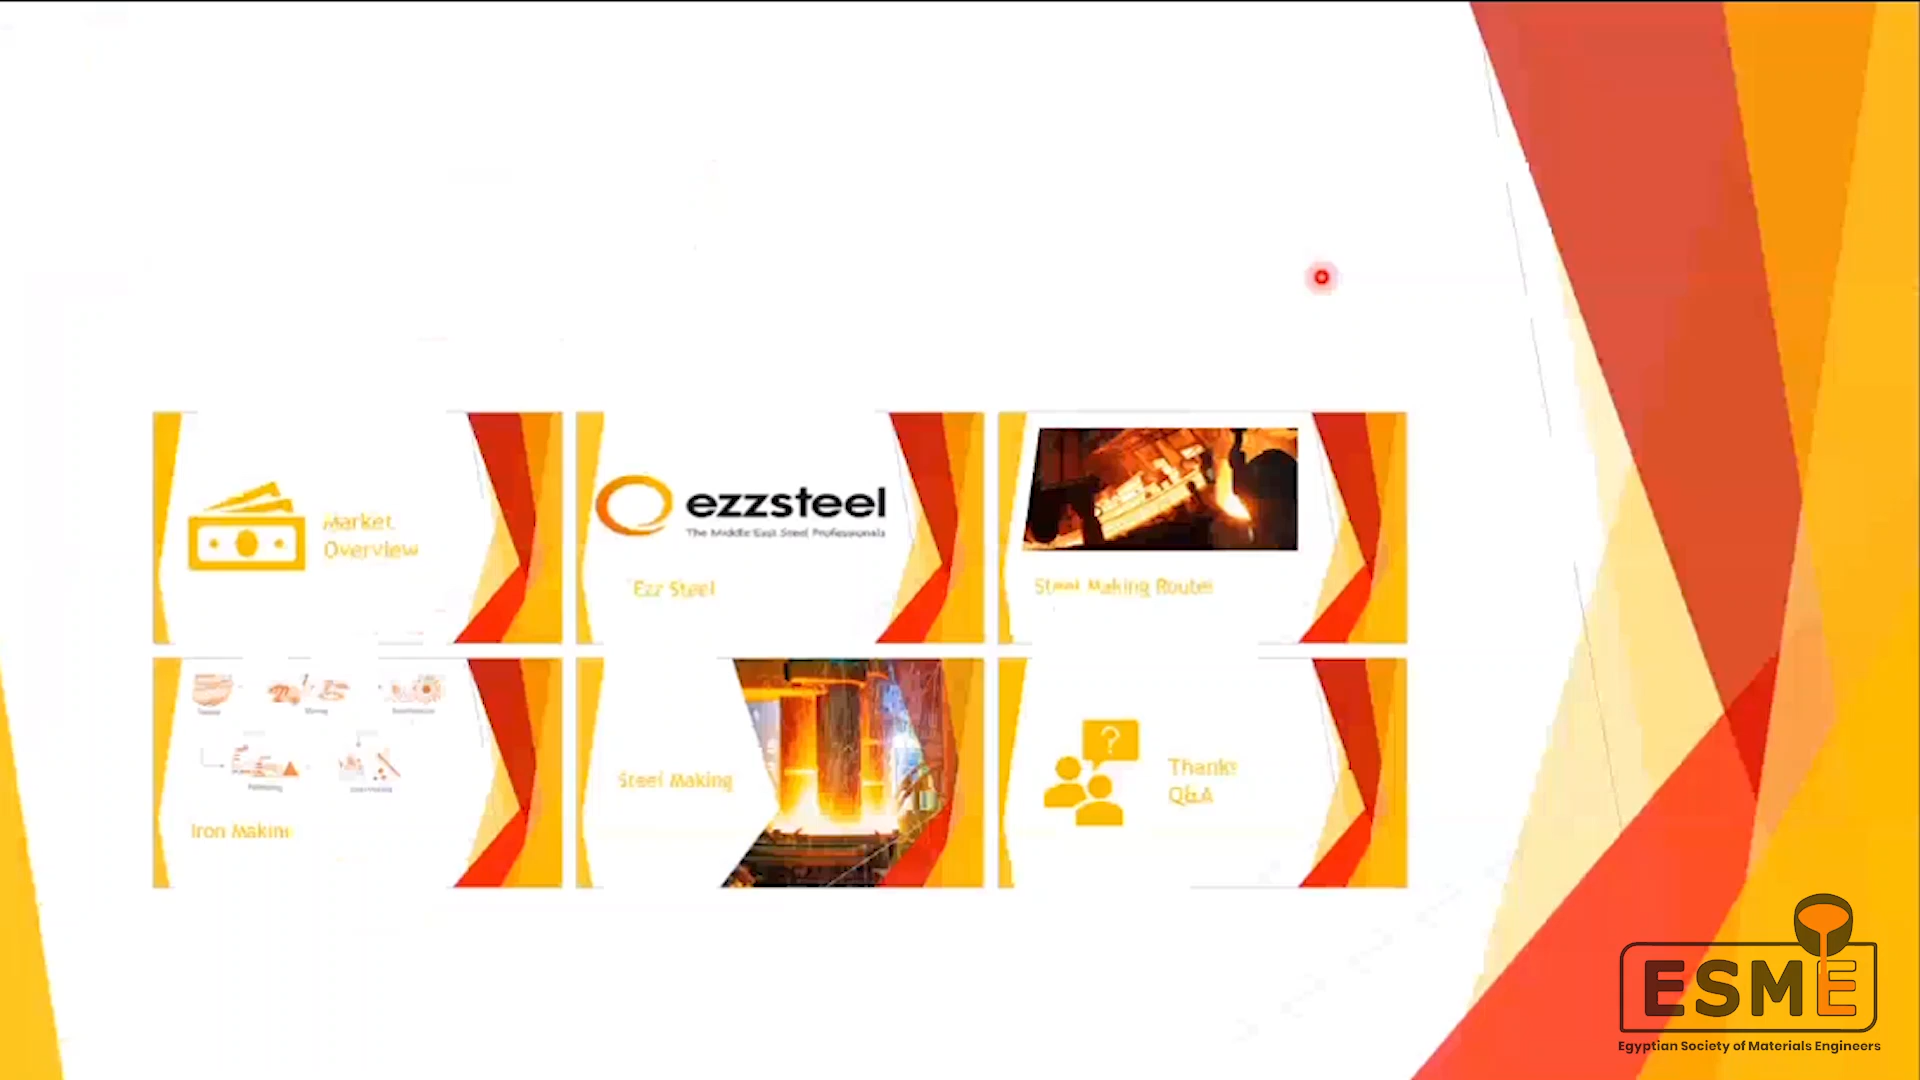 Market
Overview
ezzsteel
The Middle East Steel Professionals
Ezz Steel
Steel Making Routes
Iron Making
Steel Making
?
Thanks
Q&A
ESME
Egyptian Society of Materials Engineers